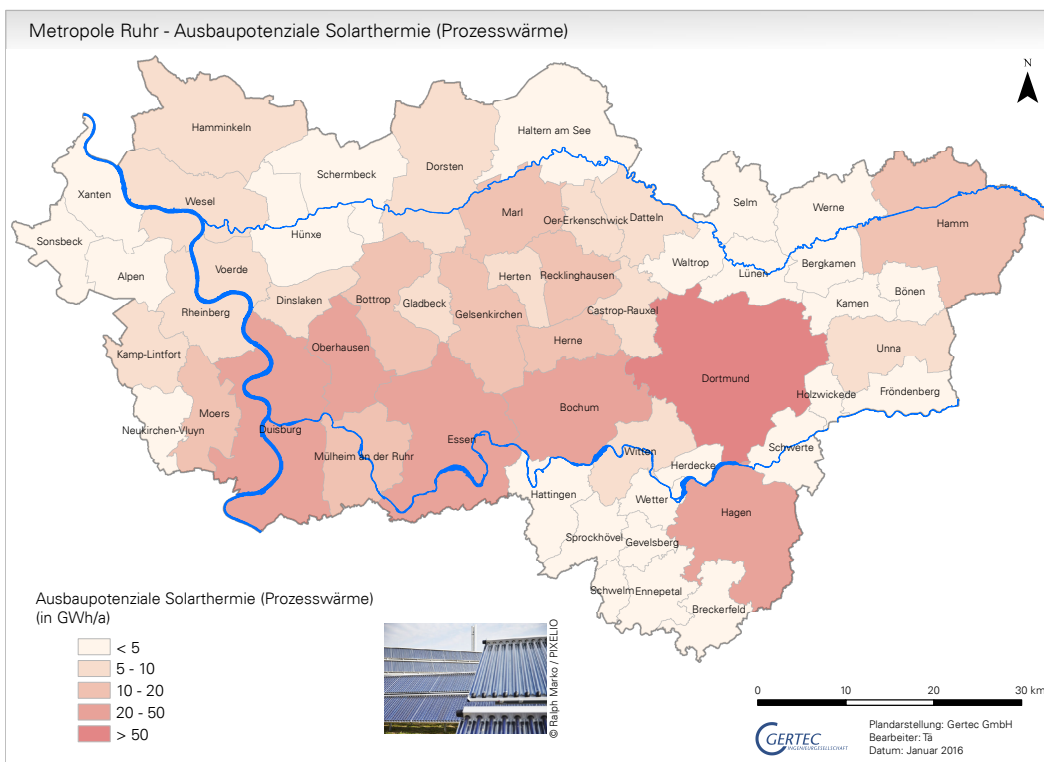 Metropole Ruhr - Ausbaupotenziale Solarthermie (Prozesswärme)
N
Hamminkeln
Haltern am See
Dorsten
Schermbeck
Xanten
Wesel
Selm
Werne
Marl
Oer-Erkenschwick
Datteln
Hamm
Sonsbeck
Hünxe
Alpen
Voerde
Waltrop
Lünen
Bergkamen
Herten
Recklinghausen
Bönen
Dinslaken
Bottrop
Gladbeck
Kamen
Rheinberg
Gelsenkirchen
Castrop-Rauxel
Kamp-Lintfort
Oberhausen
Herne
Unna
Dortmund
Fröndenberg
Holzwickede
Moers
Bochum
Neukirchen-Vluyn
Duisburg
Essen
Schwerte
Mülheim an der Ruhr
Witten
Herdecke
Hattingen
Wetter
Hagen
Sprockhövel
Gevelsberg
Schwelm
Ennepetal
Breckerfeld
Ausbaupotenziale Solarthermie (Prozesswärme)
(in GWh/a)
< 5
5 - 10
10 - 20
20 - 50
> 50
© Ralph Marko / PIXELIO
0 10 20 30 km
GERTEC
INGENIEURGESELLSCHAFT
Plandarstellung: Gertec GmbH
Bearbeiter: Tä
Datum: Januar 2016